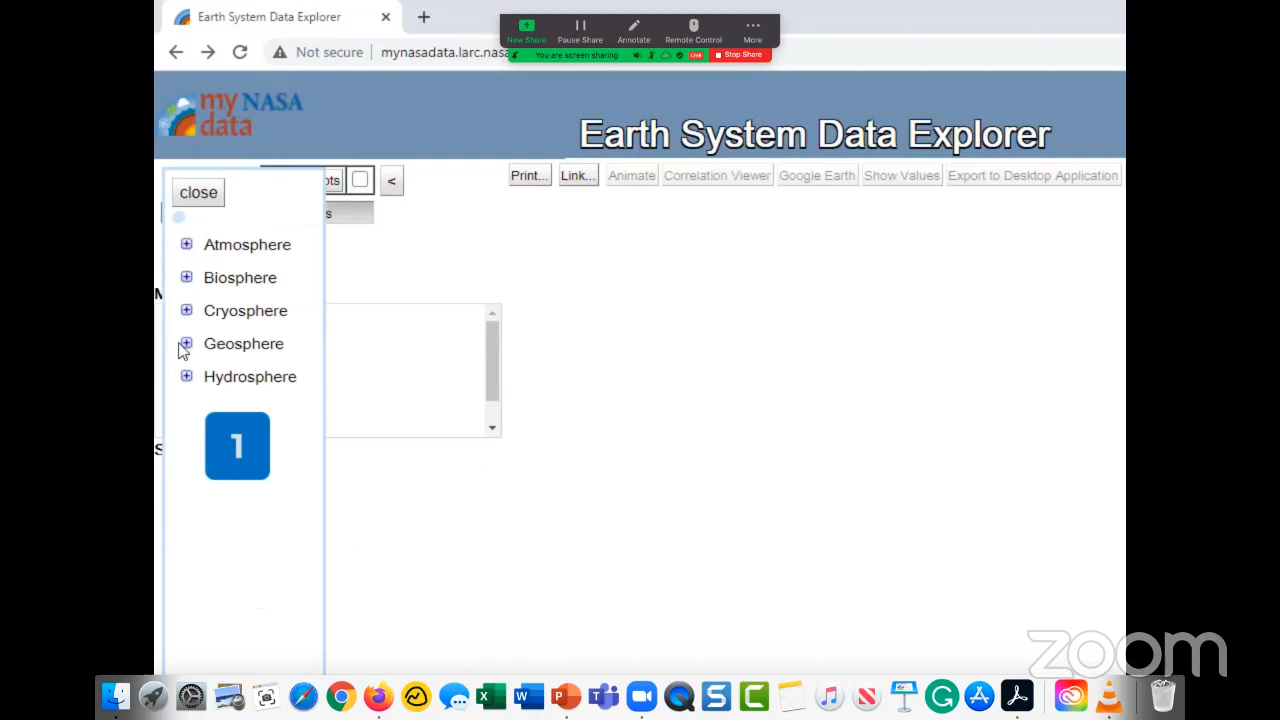 Earth System Data Explorer
New Share Pause Share Annotate Remote Control More
You are screen sharing LIVE Stop Share
Not secure mynasadata.larc.nasa
my NASA
data
Earth System Data Explorer
close
ots
<
Print... Link... Animate Correlation Viewer Google Earth Show Values Export to Desktop Application
s
Atmosphere
Biosphere
M
Cryosphere
Geosphere
Hydrosphere
1
S
zoom